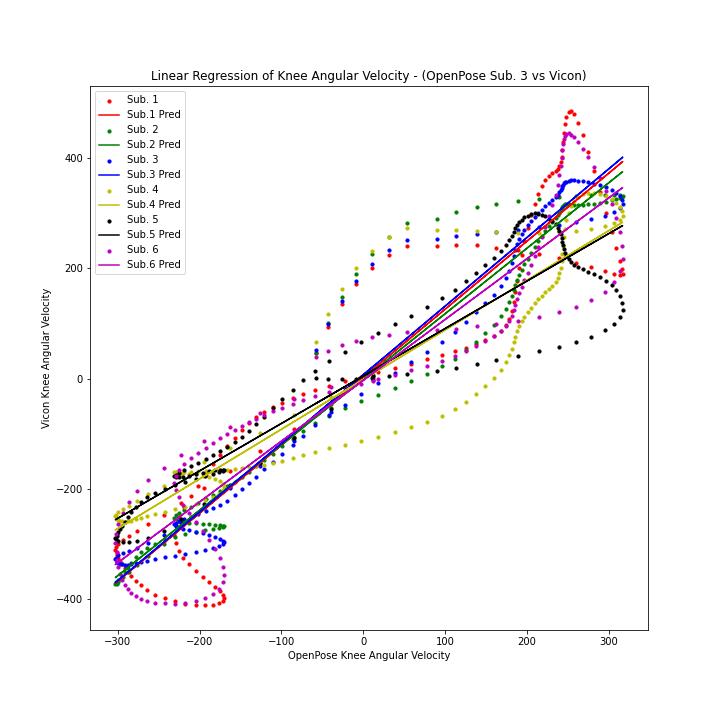 Linear Regression of Knee Angular Velocity - (OpenPose Sub. 3 vs Vicon)
Sub. 1
Sub.1 Pred
Sub. 2
Sub.2 Pred
Sub. 3
Sub.3 Pred
Sub. 4
Sub.4 Pred
Sub. 5
Sub.5 Pred
Sub. 6
Sub.6 Pred
400
200
0
−200
−400
Vicon Knee Angular Velocity
−300 −200 −100 0 100 200 300
OpenPose Knee Angular Velocity